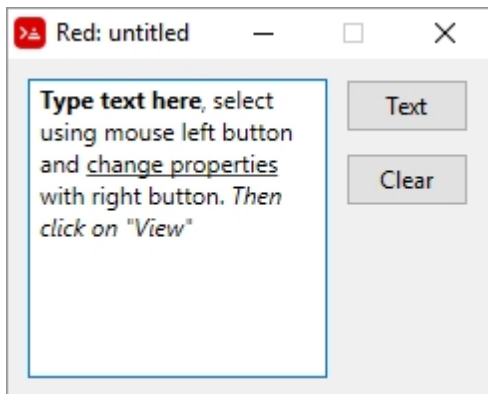 Red: untitled
Type text here, select
using mouse left button
and change properties
with right button. Then
click on "View"
Text
Clear